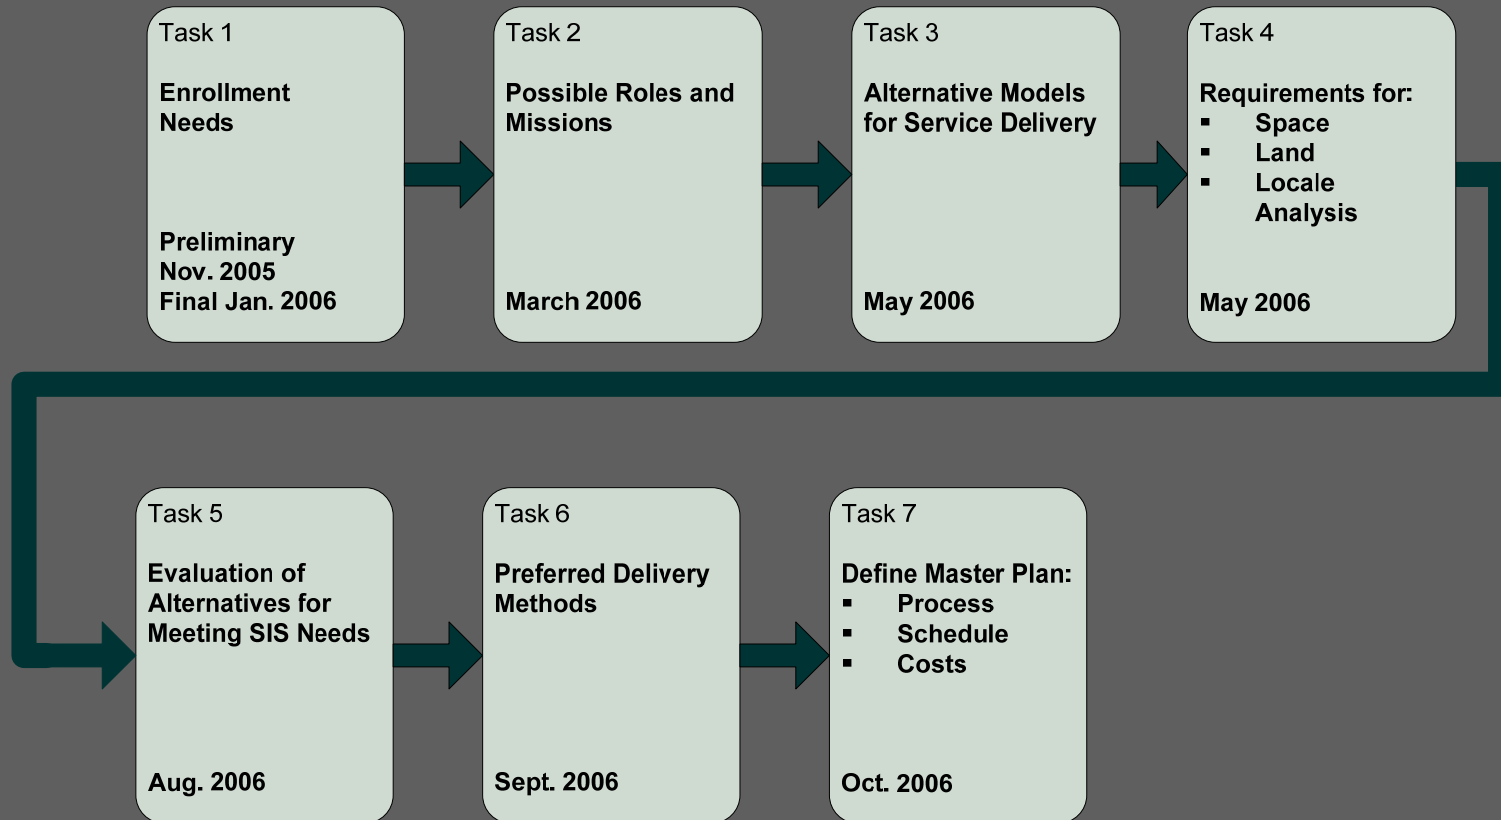 Task 1
Enrollment
Needs
Preliminary
Nov. 2005
Final Jan. 2006
Task 2
Possible Roles and
Missions
March 2006
Task 3
Alternative Models
for Service Delivery
May 2006
Task 4
Requirements for:
▪ Space
▪ Land
▪ Locale
Analysis
May 2006
Task 5
Evaluation of
Alternatives for
Meeting SIS Needs
Aug. 2006
Task 6
Preferred Delivery
Methods
Sept. 2006
Task 7
Define Master Plan:
▪ Process
▪ Schedule
▪ Costs
Oct. 2006